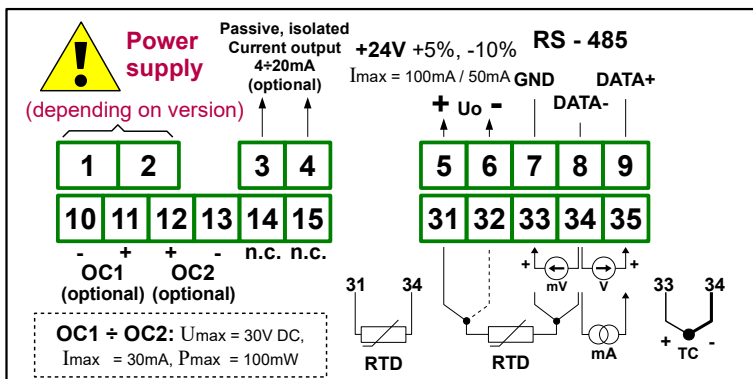 Power
supply
(depending on version)
Passive, isolated
Current output
4÷20mA
(optional)
+24V +5%, -10%
Imax = 100mA / 50mA
+ Uo -
RS - 485
GND
DATA-
DATA+
1 2 3 4 5 6 7 8 9
10 11 12 13 14 15 31 32 33 34 35
- + + - n.c. n.c.
OC1 OC2
(optional) (optional)
OC1 ÷ OC2: Umax = 30V DC,
Imax = 30mA, Pmax = 100mW
31 34
RTD
RTD
+ mV
V +
mA
33 34
+ TC -